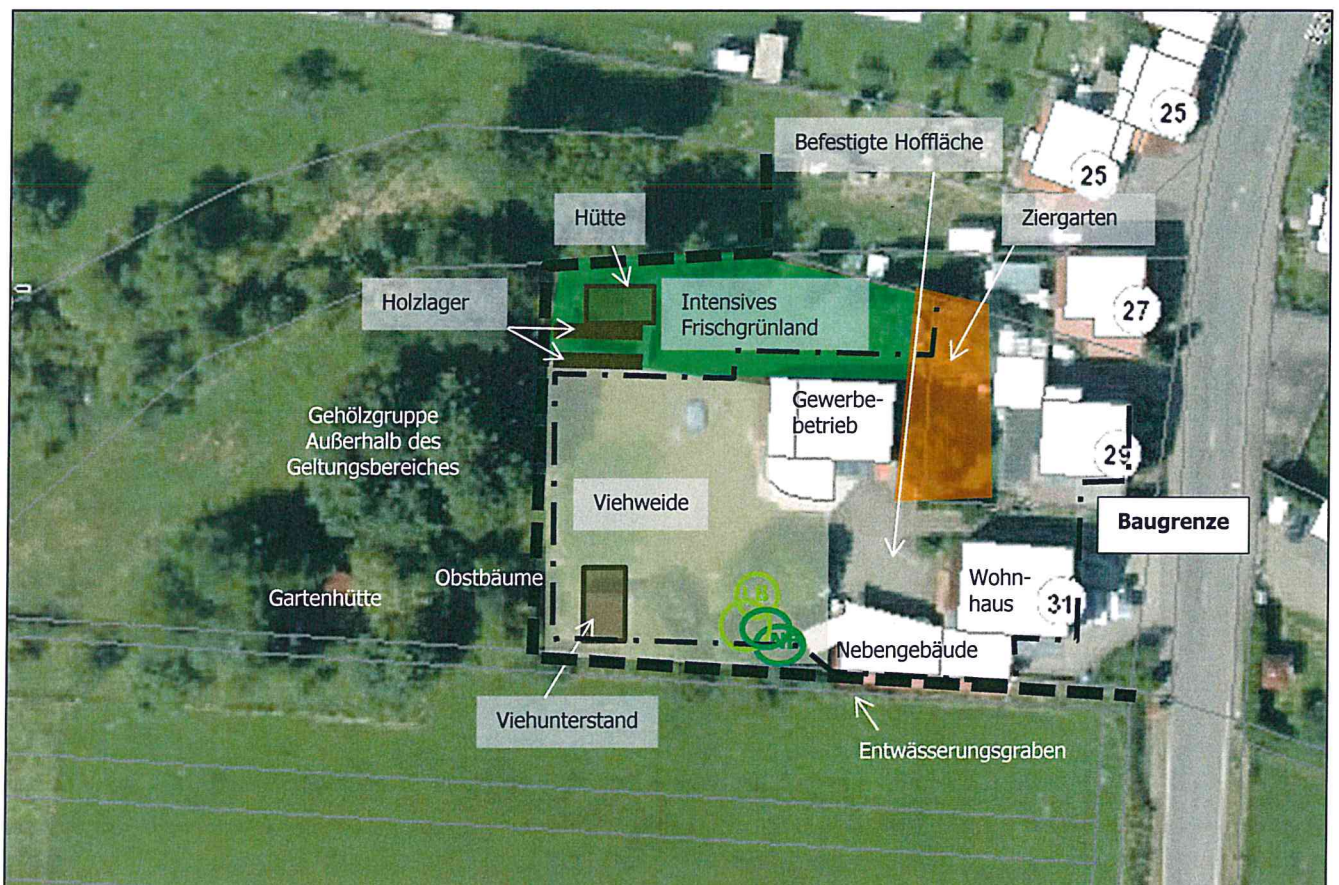 25
Befestigte Hoffläche
25
Hütte
Ziergarten
Holzlager
Intensives
Frischgrünland
27
Gewerbe-
betrieb
Gehölzgruppe
Außerhalb des
Geltungsbereiches
29
Viehweide
Baugrenze
Obstbäume
Gartenhütte
LB
Wohn-
haus
31
Nebengebäude
Viehunterstand
Entwässerungsgraben